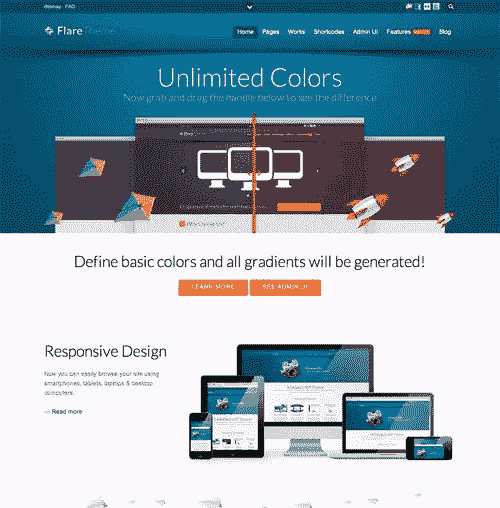 Sitemap FAQ
Flare Theme
Home Pages Works Shortcodes Admin UI Features Blog
Unlimited Colors
Now grab and drag the handle below to see the difference
Define basic colors and all gradients will be generated!
LEARN MORE SEE ADMIN UI
Responsive Design
Now you can easily browse your site using
smartphones, tablets, laptops & desktop
computers.
— Read more